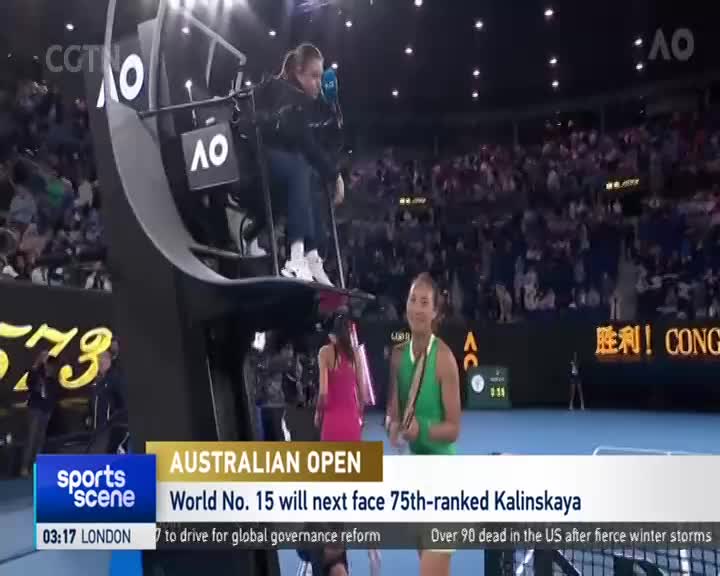 CGTN
AO
AO
AO
573
胜利! CONG
AUSTRALIAN OPEN
sports
scene
World No. 15 will next face 75th-ranked Kalinskaya
03:17 LONDON
7 to drive for global governance reform
Over 90 dead in the US after fierce winter storms